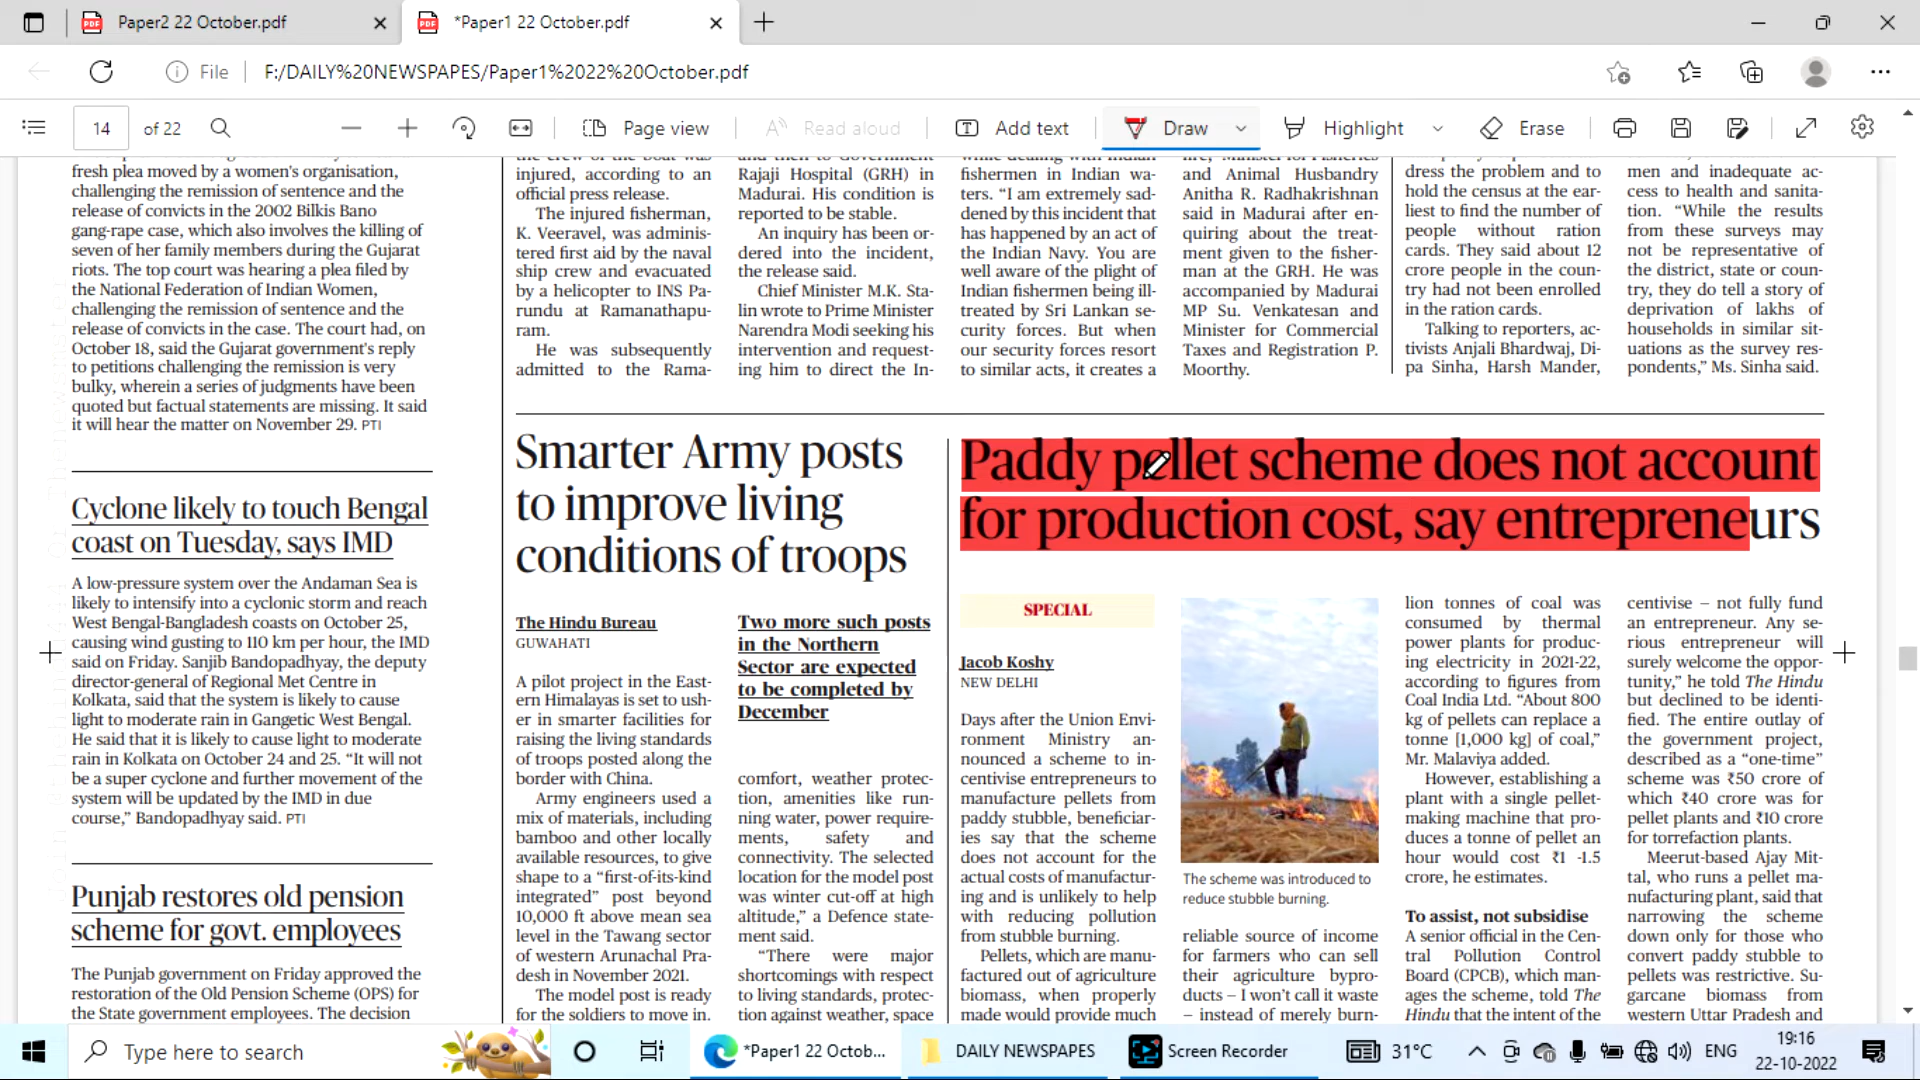 Paper2 22 October.pdf
*Paper1 22 October.pdf
File
F:/DAILY%20NEWSPAPES/Paper1%2022%20October.pdf
14 of 22
Page view
Read aloud
Add text
Draw
Highlight
Erase
fresh plea moved by a women's organisation,
challenging the remission of sentence and the
release of convicts in the 2002 Bilkis Bano
gang-rape case, which also involves the killing of
seven of her family members during the Gujarat
riots. The top court was hearing a plea filed by
the National Federation of Indian Women,
challenging the remission of sentence and the
release of convicts in the case. The court had, on
October 18, said the Gujarat government's reply
to petitions challenging the remission is very
bulky, wherein a series of judgments have been
quoted but factual statements are missing. It said
it will hear the matter on November 29. PTI
Cyclone likely to touch Bengal
coast on Tuesday, says IMD
A low-pressure system over the Andaman Sea is
likely to intensify into a cyclonic storm and reach
West Bengal-Bangladesh coasts on October 25,
causing wind gusting to 110 km per hour, the IMD
said on Friday. Sanjib Bandopadhyay, the deputy
director-general of Regional Met Centre in
Kolkata, said that the system is likely to cause
light to moderate rain in Gangetic West Bengal.
He said that it is likely to cause light to moderate
rain in Kolkata on October 24 and 25. “It will not
be a super cyclone and further movement of the
system will be updated by the IMD in due
course,” Bandopadhyay said. PTI
Punjab restores old pension
scheme for govt. employees
The Punjab government on Friday approved the
restoration of the Old Pension Scheme (OPS) for
the State government employees. The decision
the crew of the boat was
injured, according to an
official press release.
The injured fisherman,
K. Veeravel, was adminis-
tered first aid by the naval
ship crew and evacuated
by a helicopter to INS Pa-
rundu at Ramanathapu-
ram.
He was subsequently
admitted to the Rama-
and then to Government
Rajaji Hospital (GRH) in
Madurai. His condition is
reported to be stable.
An inquiry has been or-
dered into the incident,
the release said.
Chief Minister M.K. Sta-
lin wrote to Prime Minister
Narendra Modi seeking his
intervention and request-
ing him to direct the In-
while dealing with Indian
fishermen in Indian wa-
ters. “I am extremely sad-
dened by this incident that
has happened by an act of
the Indian Navy. You are
well aware of the plight of
Indian fishermen being ill-
treated by Sri Lankan se-
curity forces. But when
our security forces resort
to similar acts, it creates a
life,” Minister for Fisheries
and Animal Husbandry
Anitha R. Radhakrishnan
said in Madurai after en-
quiring about the treat-
ment given to the fisher-
man at the GRH. He was
accompanied by Madurai
MP Su. Venkatesan and
Minister for Commercial
Taxes and Registration P.
Moorthy.
dress the problem and to
hold the census at the ear-
liest to find the number of
people without ration
cards. They said about 12
crore people in the coun-
try had not been enrolled
in the ration cards.
Talking to reporters, ac-
tivists Anjali Bhardwaj, Di-
pa Sinha, Harsh Mander,
men and inadequate ac-
cess to health and sanita-
tion. “While the results
from these surveys may
not be representative of
the district, state or coun-
try, they do tell a story of
deprivation of lakhs of
households in similar sit-
uations as the survey res-
pondents,” Ms. Sinha said.
Smarter Army posts
to improve living
conditions of troops
The Hindu Bureau
GUWAHATI
A pilot project in the East-
ern Himalayas is set to ush-
er in smarter facilities for
raising the living standards
of troops posted along the
border with China.
Army engineers used a
mix of materials, including
bamboo and other locally
available resources, to give
shape to a “first-of-its-kind
integrated” post beyond
10,000 ft above mean sea
level in the Tawang sector
of western Arunachal Pra-
desh in November 2021.
The model post is ready
for the soldiers to move in.
Two more such posts
in the Northern
Sector are expected
to be completed by
December
comfort, weather protec-
tion, amenities like run-
ning water, power require-
ments, safety and
connectivity. The selected
location for the model post
was winter cut-off at high
altitude,” a Defence state-
ment said.
“There were major
shortcomings with respect
to living standards, protec-
tion against weather, space
Paddy pellet scheme does not account
for production cost, say entrepreneurs
SPECIAL
Jacob Koshy
NEW DELHI
Days after the Union Envi-
ronment Ministry an-
nounced a scheme to in-
centivise entrepreneurs to
manufacture pellets from
paddy stubble, beneficiar-
ies say that the scheme
does not account for the
actual costs of manufactur-
ing and is unlikely to help
with reducing pollution
from stubble burning.
Pellets, which are manu-
factured out of agriculture
biomass, when properly
made would provide much
The scheme was introduced to
reduce stubble burning.
reliable source of income
for farmers who can sell
their agriculture bypro-
ducts – I won't call it waste
– instead of merely burn-
lion tonnes of coal was
consumed by thermal
power plants for produc-
ing electricity in 2021-22,
according to figures from
Coal India Ltd. “About 800
kg of pellets can replace a
tonne [1,000 kg] of coal,”
Mr. Malaviya added.
However, establishing a
plant with a single pellet-
making machine that pro-
duces a tonne of pellet an
hour would cost ₹1 -1.5
crore, he estimates.
To assist, not subsidise
A senior official in the Cen-
tral Pollution Control
Board (CPCB), which man-
ages the scheme, told The
Hindu that the intent of the
centivise – not fully fund
an entrepreneur. Any se-
rious entrepreneur will
surely welcome the oppor-
tunity,” he told The Hindu
but declined to be identi-
fied. The entire outlay of
the government project,
described as a “one-time”
scheme was ₹50 crore of
which ₹40 crore was for
pellet plants and ₹10 crore
for torrefaction plants.
Meerut-based Ajay Mit-
tal, who runs a pellet ma-
nufacturing plant, said that
narrowing the scheme
down only for those who
convert paddy stubble to
pellets was restrictive. Su-
garcane biomass from
western Uttar Pradesh and
Type here to search
*Paper1 22 Octob...
DAILY NEWSPAPES
Screen Recorder
31°C
ENG
19:16
22-10-2022